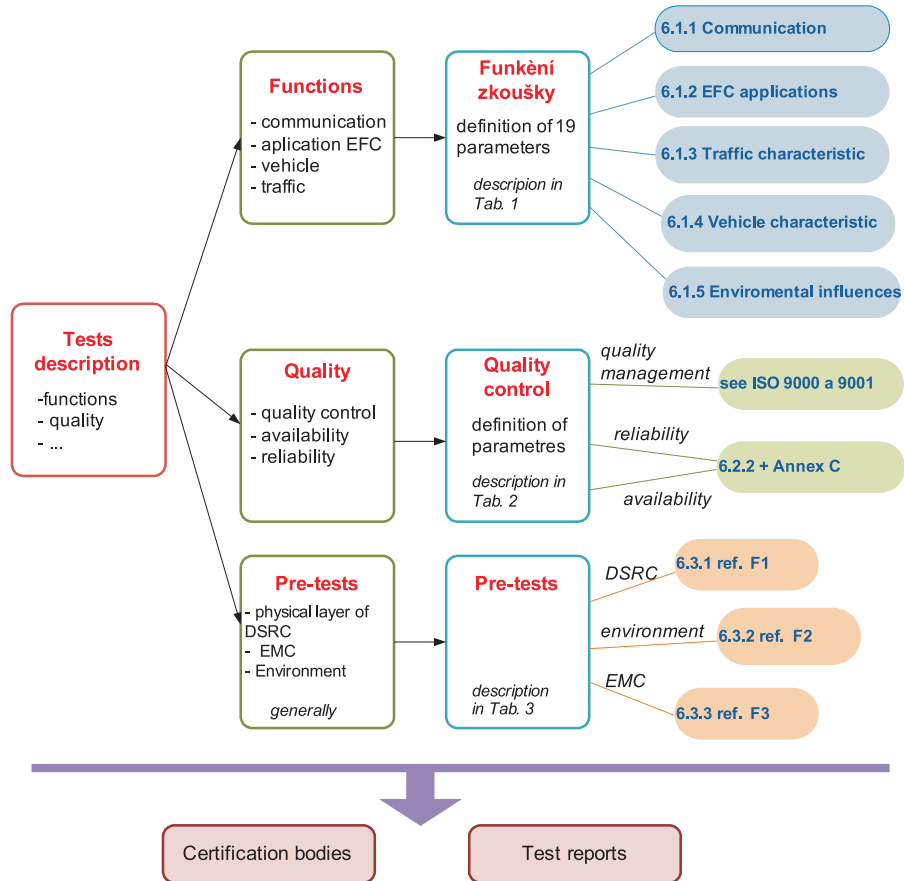 Tests
description
-functions
- quality
- ...
Functions
- communication
- aplication EFC
- vehicle
- traffic
Funkèní
zkoušky
definition of 19
parameters
descripion in
Tab. 1
6.1.1 Communication
6.1.2 EFC applications
6.1.3 Traffic characteristic
6.1.4 Vehicle characteristic
6.1.5 Enviromental influences
Quality
- quality control
- availability
- reliability
Quality
control
definition of
parametres
description in
Tab. 2
quality
management
see ISO 9000 a 9001
reliability
6.2.2 + Annex C
availability
Pre-tests
- physical layer of
DSRC
- EMC
- Environment
generally
Pre-tests
description
in Tab. 3
DSRC
6.3.1 ref. F1
environment
6.3.2 ref. F2
EMC
6.3.3 ref. F3
Certification bodies
Test reports